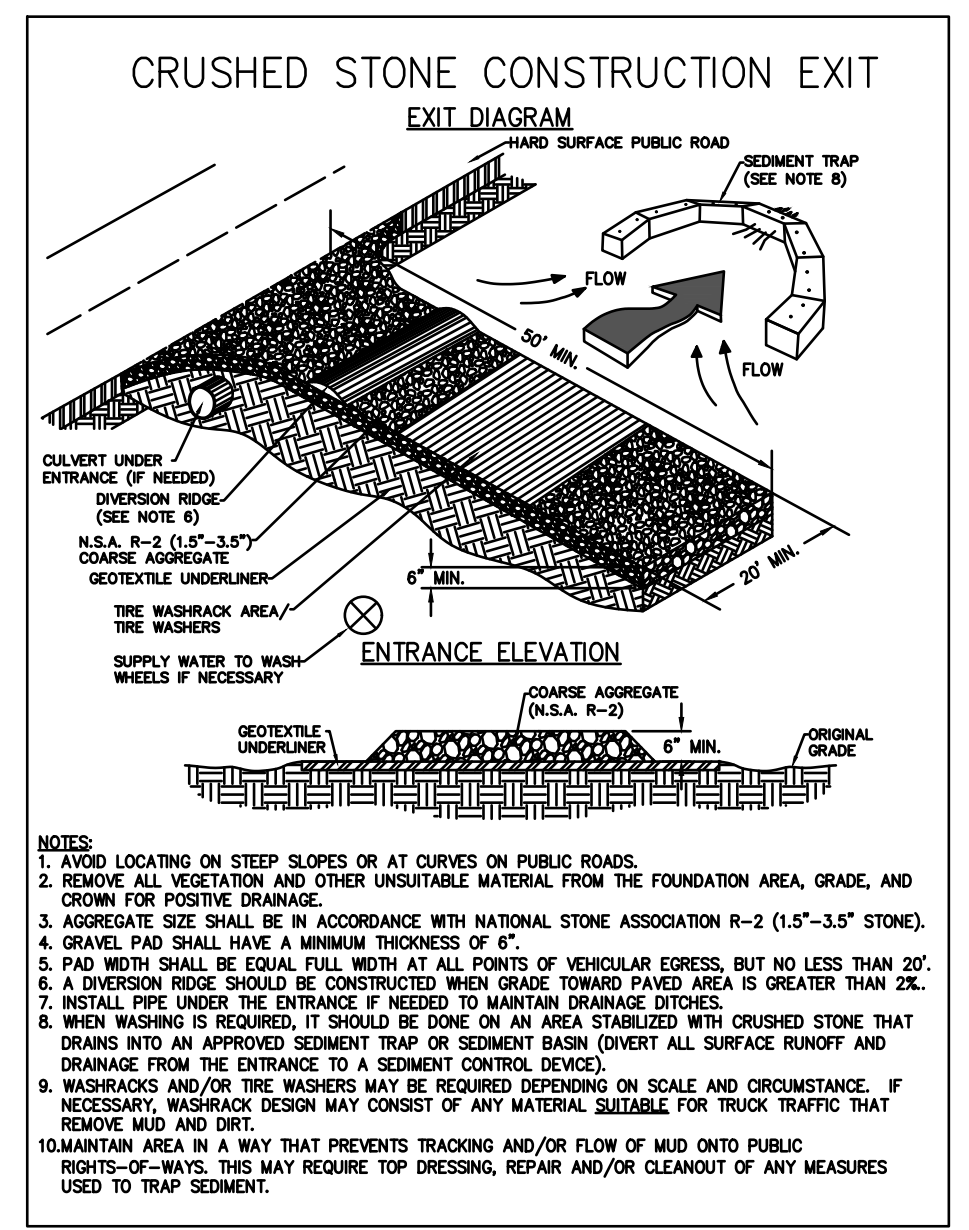 CRUSHED STONE CONSTRUCTION EXIT
EXIT DIAGRAM
HARD SURFACE PUBLIC ROAD
SEDIMENT TRAP
(SEE NOTE 8)
FLOW
50' MIN.
FLOW
CULVERT UNDER
ENTRANCE (IF NEEDED)
DIVERSION RIDGE
(SEE NOTE 6)
N.S.A. R-2 (1.5"-3.5")
COARSE AGGREGATE
GEOTEXTILE UNDERLINER
6" MIN.
20' MIN.
TIRE WASHRACK AREA/
TIRE WASHERS
SUPPLY WATER TO WASH
WHEELS IF NECESSARY
ENTRANCE ELEVATION
COARSE AGGREGATE
(N.S.A. R-2)
GEOTEXTILE
UNDERLINER
6" MIN.
ORIGINAL
GRADE
NOTES:
1. AVOID LOCATING ON STEEP SLOPES OR AT CURVES ON PUBLIC ROADS.
2. REMOVE ALL VEGETATION AND OTHER UNSUITABLE MATERIAL FROM THE FOUNDATION AREA, GRADE, AND
CROWN FOR POSITIVE DRAINAGE.
3. AGGREGATE SIZE SHALL BE IN ACCORDANCE WITH NATIONAL STONE ASSOCIATION R-2 (1.5"-3.5" STONE).
4. GRAVEL PAD SHALL HAVE A MINIMUM THICKNESS OF 6".
5. PAD WIDTH SHALL BE EQUAL FULL WIDTH AT ALL POINTS OF VEHICULAR EGRESS, BUT NO LESS THAN 20'.
6. A DIVERSION RIDGE SHOULD BE CONSTRUCTED WHEN GRADE TOWARD PAVED AREA IS GREATER THAN 2%..
7. INSTALL PIPE UNDER THE ENTRANCE IF NEEDED TO MAINTAIN DRAINAGE DITCHES.
8. WHEN WASHING IS REQUIRED, IT SHOULD BE DONE ON AN AREA STABILIZED WITH CRUSHED STONE THAT
DRAINS INTO AN APPROVED SEDIMENT TRAP OR SEDIMENT BASIN (DIVERT ALL SURFACE RUNOFF AND
DRAINAGE FROM THE ENTRANCE TO A SEDIMENT CONTROL DEVICE).
9. WASHRACKS AND/OR TIRE WASHERS MAY BE REQUIRED DEPENDING ON SCALE AND CIRCUMSTANCE. IF
NECESSARY, WASHRACK DESIGN MAY CONSIST OF ANY MATERIAL SUITABLE FOR TRUCK TRAFFIC THAT
REMOVE MUD AND DIRT.
10.MAINTAIN AREA IN A WAY THAT PREVENTS TRACKING AND/OR FLOW OF MUD ONTO PUBLIC
RIGHTS-OF-WAYS. THIS MAY REQUIRE TOP DRESSING, REPAIR AND/OR CLEANOUT OF ANY MEASURES
USED TO TRAP SEDIMENT.